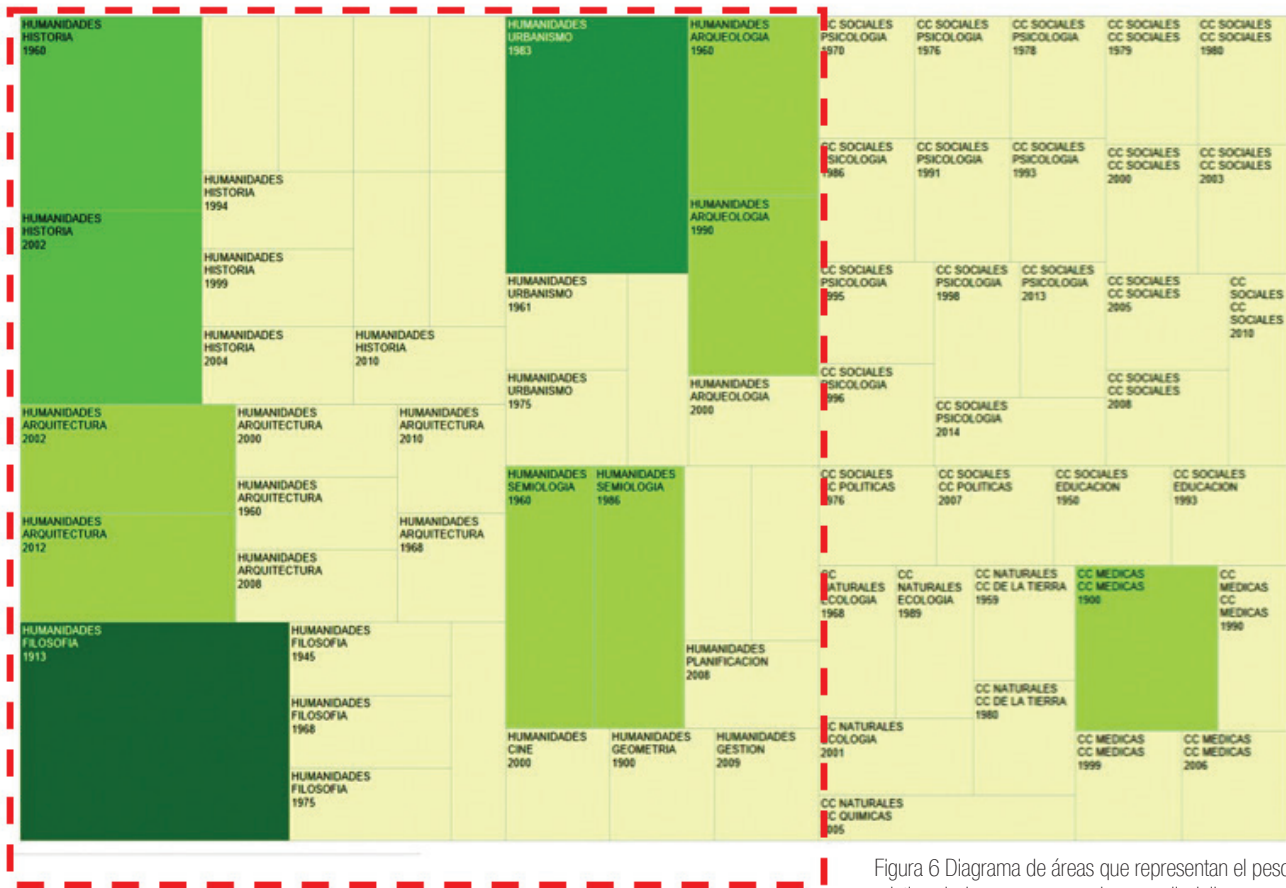 HUMANIDADES
HISTORIA
1960
HUMANIDADES
HISTORIA
2002
HUMANIDADES
HISTORIA
1994
HUMANIDADES
HISTORIA
1999
HUMANIDADES
HISTORIA
2004
HUMANIDADES
HISTORIA
2010
HUMANIDADES
ARQUITECTURA
2002
HUMANIDADES
ARQUITECTURA
2012
HUMANIDADES
ARQUITECTURA
2000
HUMANIDADES
ARQUITECTURA
1960
HUMANIDADES
ARQUITECTURA
2008
HUMANIDADES
ARQUITECTURA
2010
HUMANIDADES
ARQUITECTURA
1968
HUMANIDADES
FILOSOFIA
1913
HUMANIDADES
FILOSOFIA
1945
HUMANIDADES
FILOSOFIA
1968
HUMANIDADES
FILOSOFIA
1975
HUMANIDADES
URBANISMO
1983
HUMANIDADES
URBANISMO
1961
HUMANIDADES
URBANISMO
1975
HUMANIDADES
ARQUEOLOGIA
1960
HUMANIDADES
ARQUEOLOGIA
1990
HUMANIDADES
ARQUEOLOGIA
2000
HUMANIDADES
SEMIOLOGIA
1960
HUMANIDADES
SEMIOLOGIA
1986
HUMANIDADES
PLANIFICACION
2008
HUMANIDADES
CINE
2000
HUMANIDADES
GEOMETRIA
1900
HUMANIDADES
GESTION
2009
CC SOCIALES
PSICOLOGIA
1970
CC SOCIALES
PSICOLOGIA
1976
CC SOCIALES
PSICOLOGIA
1978
CC SOCIALES
CC SOCIALES
1979
CC SOCIALES
CC SOCIALES
1980
CC SOCIALES
PSICOLOGIA
1986
CC SOCIALES
PSICOLOGIA
1991
CC SOCIALES
PSICOLOGIA
1993
CC SOCIALES
CC SOCIALES
2000
CC SOCIALES
CC SOCIALES
2003
CC SOCIALES
PSICOLOGIA
1995
CC SOCIALES
PSICOLOGIA
1998
CC SOCIALES
PSICOLOGIA
2013
CC SOCIALES
CC SOCIALES
2005
CC
SOCIALES
CC
SOCIALES
2010
CC SOCIALES
PSICOLOGIA
1996
CC SOCIALES
PSICOLOGIA
2014
CC SOCIALES
CC SOCIALES
2008
CC SOCIALES
CC POLITICAS
1976
CC SOCIALES
CC POLITICAS
2007
CC SOCIALES
EDUCACION
1950
CC SOCIALES
EDUCACION
1993
CC
NATURALES
ECOLOGIA
1968
CC
NATURALES
ECOLOGIA
1989
CC NATURALES
CC DE LA TIERRA
1959
CC MEDICAS
CC MEDICAS
1900
CC
MEDICAS
CC
MEDICAS
1990
CC NATURALES
CC DE LA TIERRA
1980
CC NATURALES
ECOLOGIA
2001
CC MEDICAS
CC MEDICAS
1999
CC MEDICAS
CC MEDICAS
2006
CC NATURALES
CC QUIMICAS
2005
Figura 6 Diagrama de áreas que representan el peso